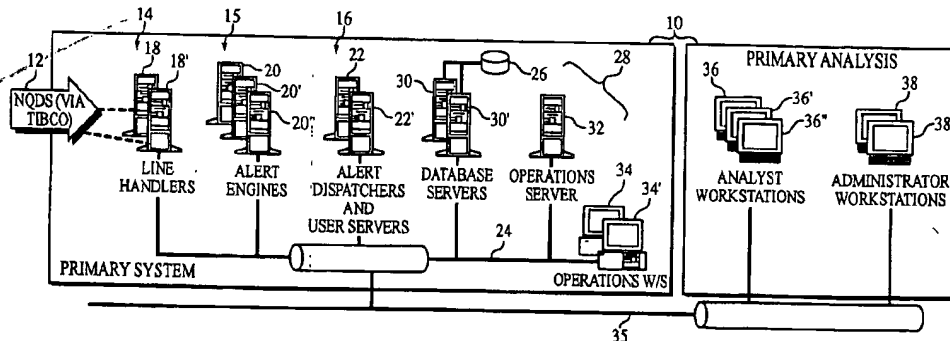 14
15
16
10
12
NQDS (VIA
TIBCO)
18
18'
20
20'
20"
22
22'
30
30'
26
28
32
LINE
HANDLERS
ALERT
ENGINES
ALERT
DISPATCHERS
AND
USER SERVERS
DATABASE
SERVERS
OPERATIONS
SERVER
34
34'
24
OPERATIONS W/S
PRIMARY SYSTEM
PRIMARY ANALYSIS
36
36'
36"
38
38'
ANALYST
WORKSTATIONS
ADMINISTRATOR
WORKSTATIONS
35